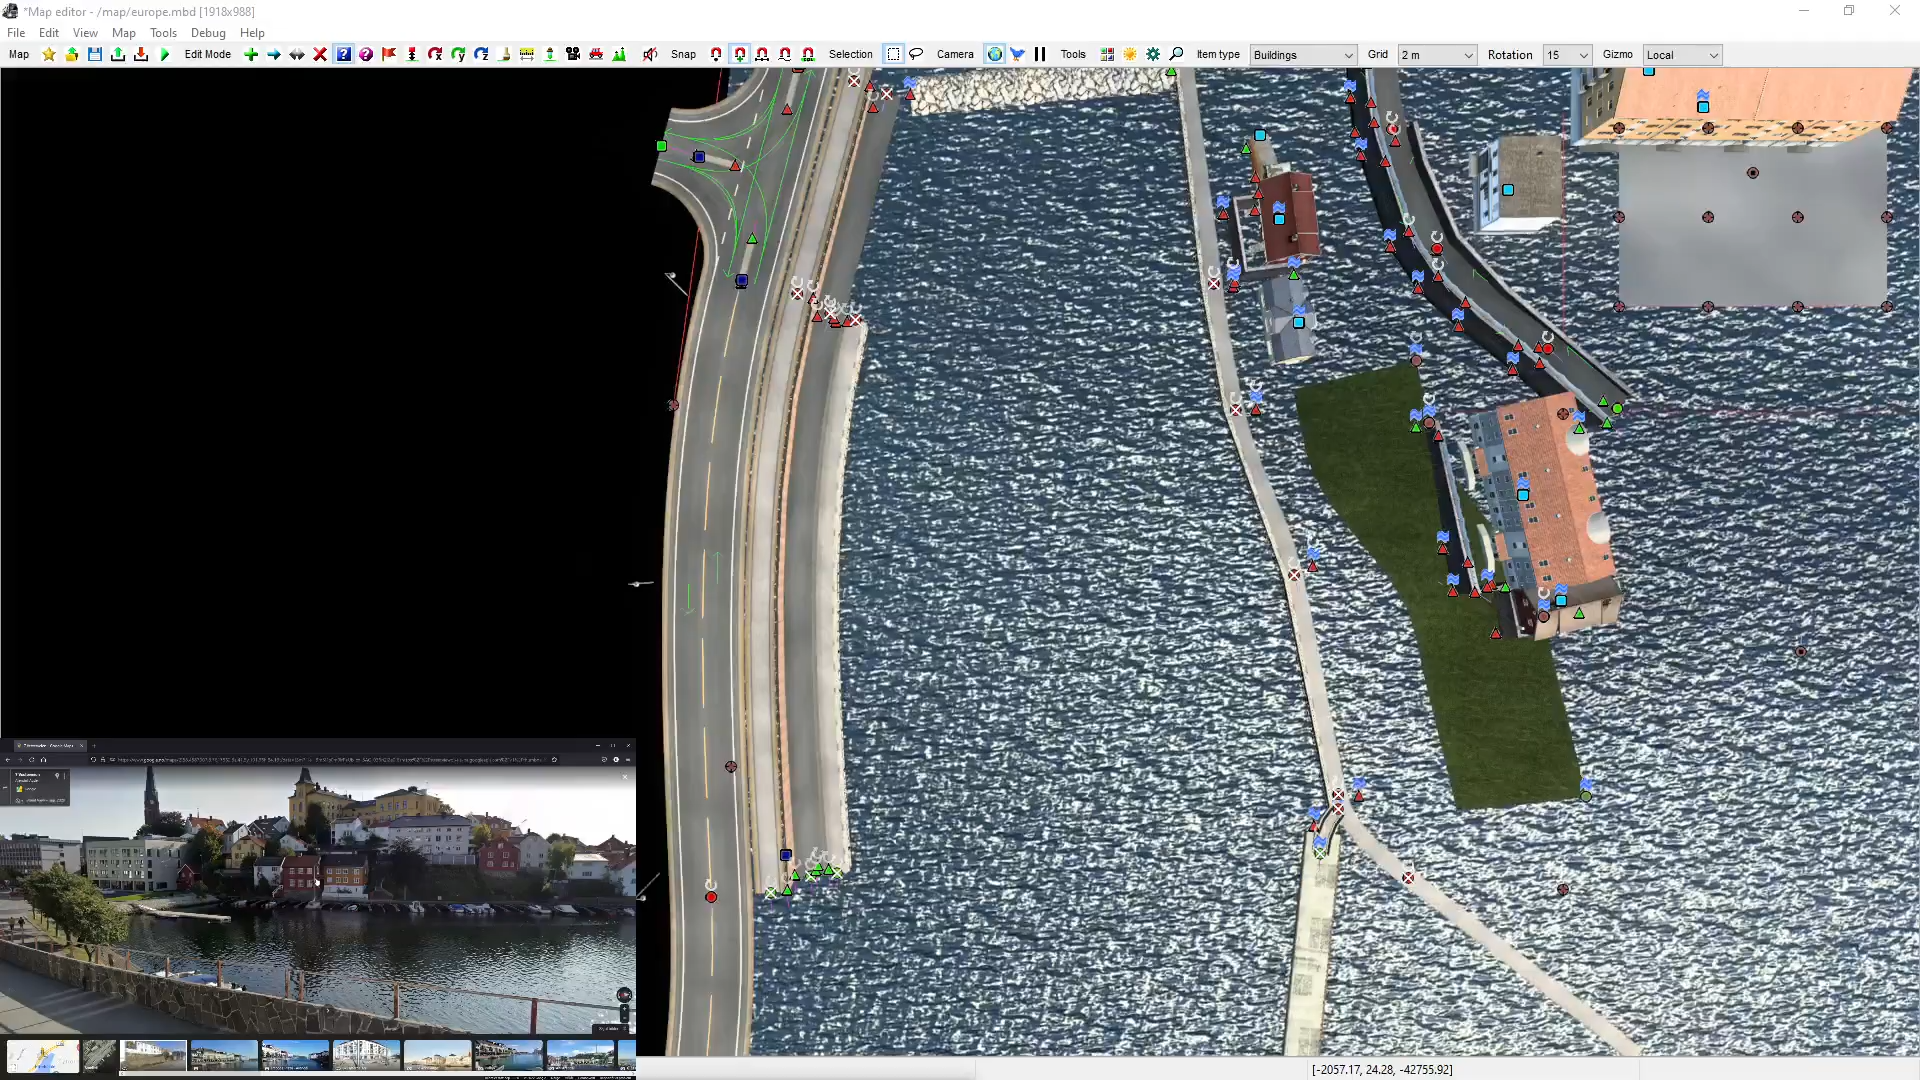 *Map editor - /map/europe.mbd [1918x988]
File Edit View Map Tools Debug Help
Map Edit Mode Snap Selection Camera Tools Item type Buildings Grid 2 m Rotation 15 Gizmo Local
[-2057.17, 24.28, -42755.92]